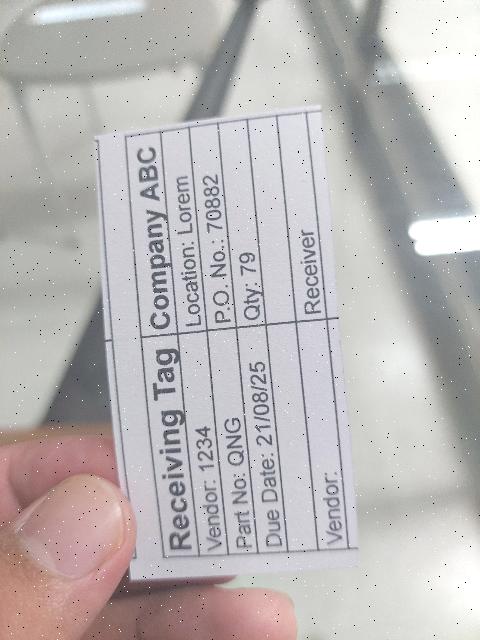 Receiving Tag Company ABC
Vendor: 1234 Location: Lorem
Part No: QNG P.O. No.: 70882
Due Date: 21/08/25 Qty: 79
Vendor: Receiver